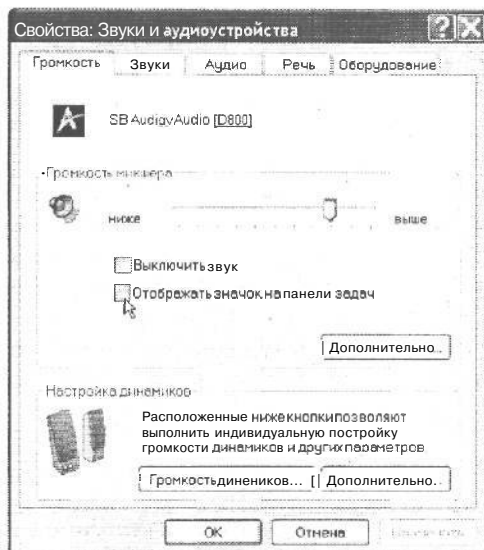 Свойства: Звуки и аудиоустройства
Громкость Звуки Аудио Речь Оборудование
SB Audigy Audio [D800]
Громкость микшера
ниже выше
Выключить звук
Отображать значок на панели задач
Дополнительно...
Настройка динамиков
Расположенные ниже кнопки позволяют
выполнить индивидуальную постройку
громкости динамиков и других параметров
Громкость динеников... Дополнительно..
OK Отмена